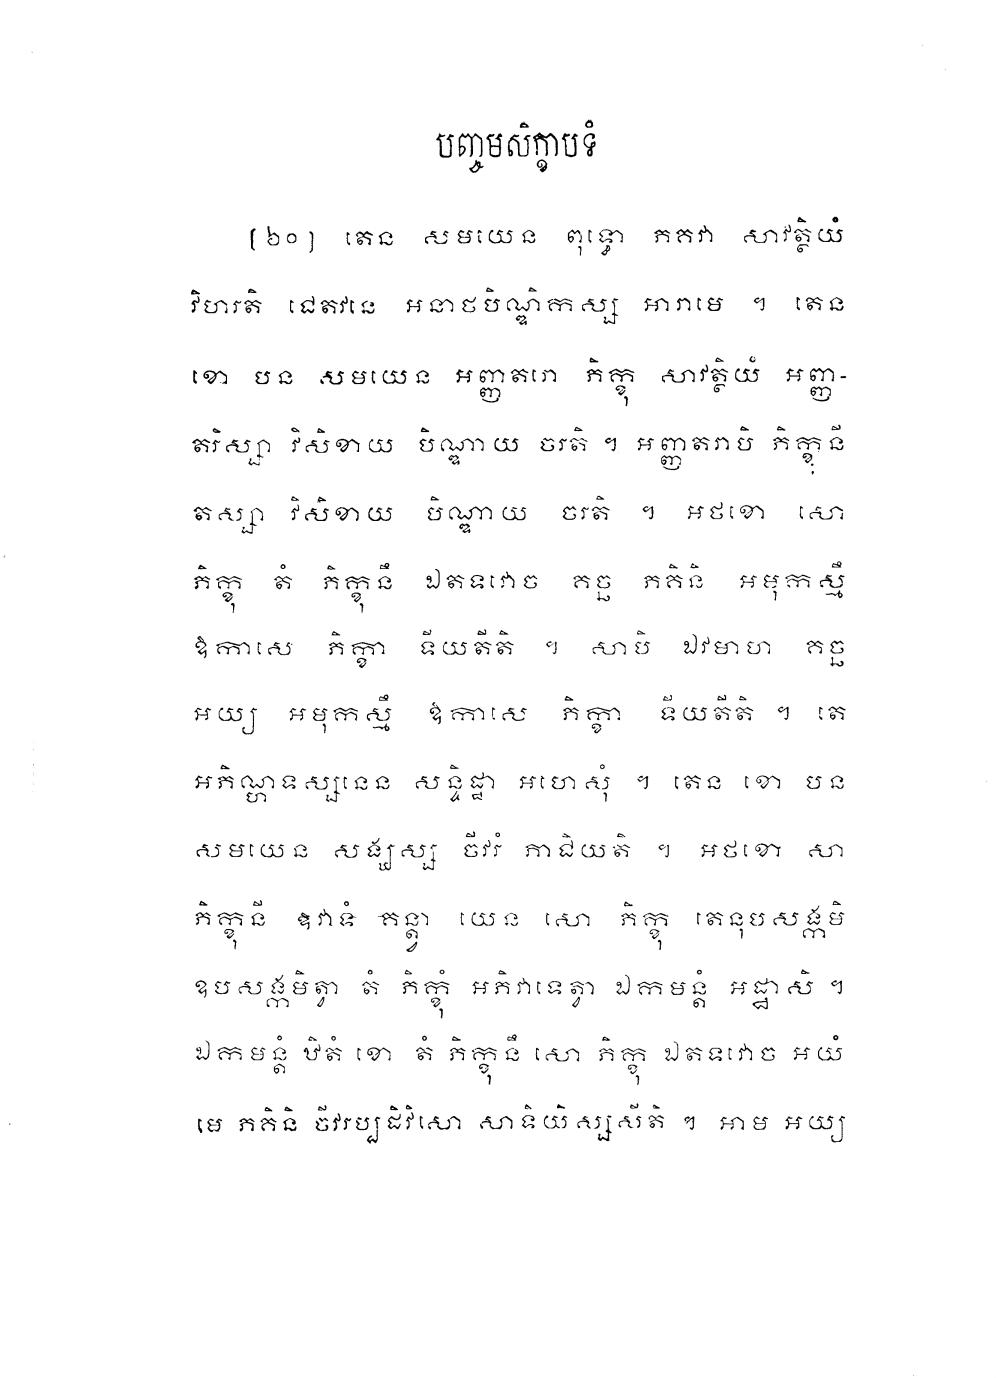 បញ្ចមសិក្ខាបទំ
[៦០] តេន សមយេន ពុទ្ធោ ភគវា សាវត្ថិយំ
វិហរតិ ជេតវនេ អនាថបិណ្ឌិកស្ស អារាមេ ។ តេន
ខោ បន សមយេន អញ្ញតរោ ភិក្ខុ សាវត្ថិយំ អញ្ញ-
តរិស្សា វិសិខាយ បិណ្ឌាយ ចរតិ ។ អញ្ញតរាបិ ភិក្ខុនី
តស្សា វិសិខាយ បិណ្ឌាយ ចរតិ ។ អថខោ សោ
ភិក្ខុ តំ ភិក្ខុនឹ ឯតទវោច គច្ឆ ភគិនិ អមុកស្មឹ
ឱកាសេ ភិក្ខា ទីយតីតិ ។ សាបិ ឯវមាហ គច្ឆ
អយ្យ អមុកស្មឹ ឱកាសេ ភិក្ខា ទីយតីតិ ។ តេ
អភិណ្ហទស្សនេន សន្ទិដ្ឋា អហេសុំ ។ តេន ខោ បន
សមយេន សង្ឃស្ស ចីវរំ ភាជិយតិ ។ អថខោ សា
ភិក្ខុនី ឱវាទំ គន្ត្វា យេន សោ ភិក្ខុ តេនុបសង្កមិ
ឧបសង្កមិត្វា តំ ភិក្ខុំ អភិវាទេត្វា ឯកមន្តំ អដ្ឋាសិ ។
ឯកមន្តំ ឋិតំ ខោ តំ ភិក្ខុនឹ សោ ភិក្ខុ ឯតទវោច អយំ
មេ ភគិនិ ចីវរប្បដិវិសោ សាទិយិស្សសីតិ ។ អាម អយ្យ